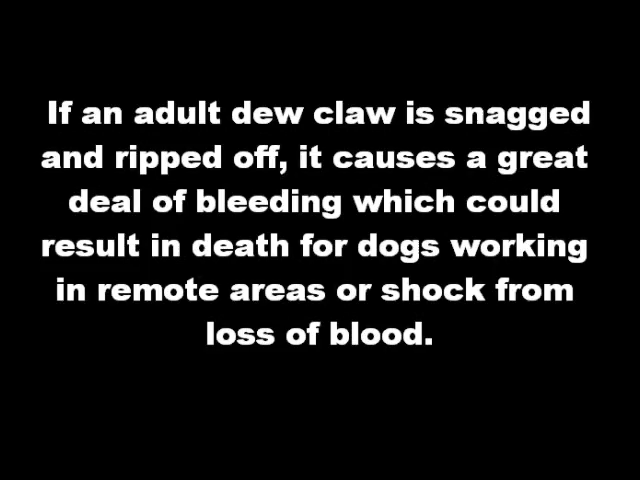 If an adult dew claw is snagged
and ripped off, it causes a great
deal of bleeding which could
result in death for dogs working
in remote areas or shock from
loss of blood.